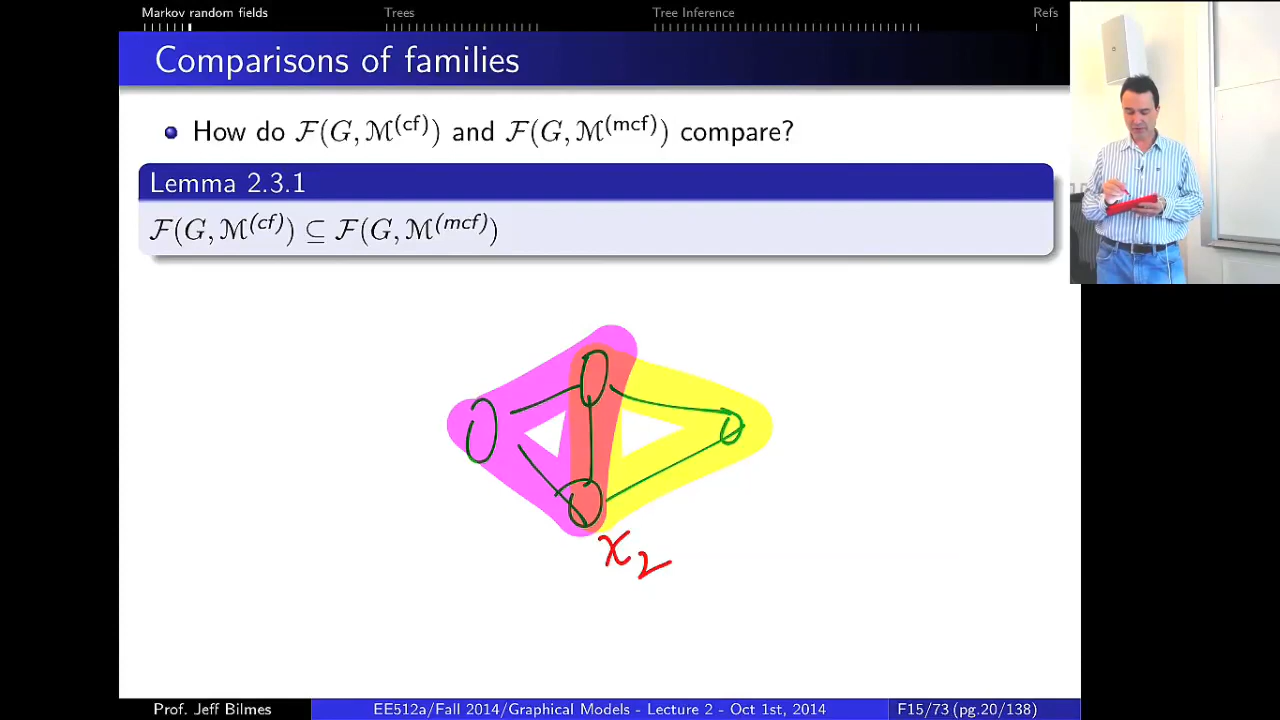 Markov random fields Trees Tree Inference Refs
Comparisons of families
How do F(G, M^(cf)) and F(G, M^(mcf)) compare?
Lemma 2.3.1
F(G, M^(cf)) ⊆ F(G, M^(mcf))
x₂
Prof. Jeff Bilmes EE512a/Fall 2014/Graphical Models - Lecture 2 - Oct 1st, 2014 F15/73 (pg.20/138)